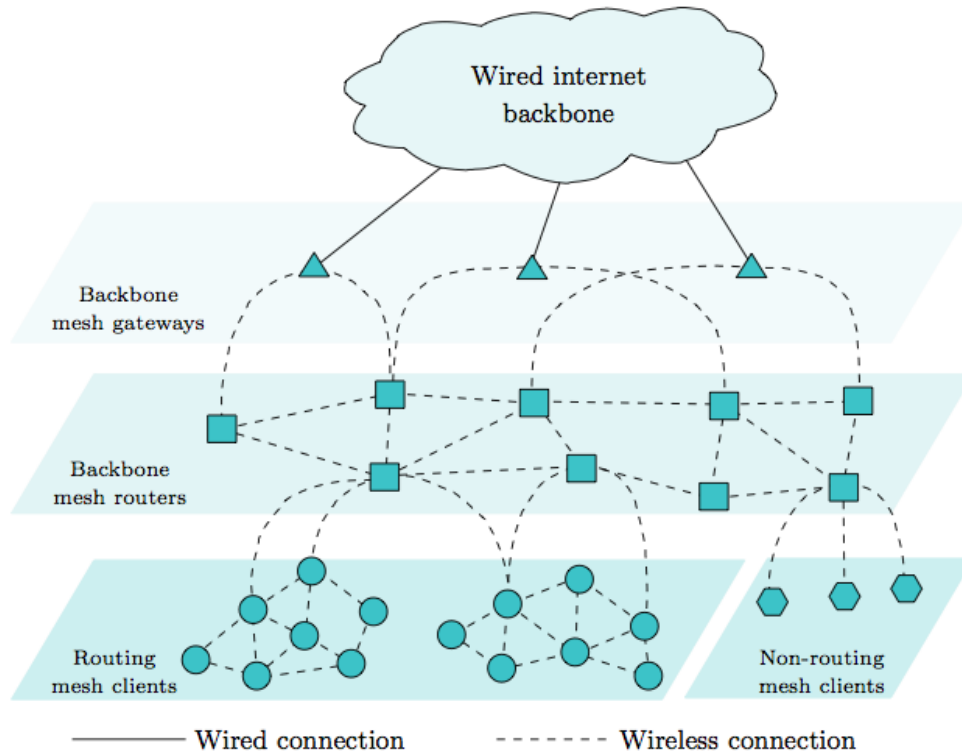 Wired internet
backbone
Backbone
mesh gateways
Backbone
mesh routers
Routing
mesh clients
Non-routing
mesh clients
Wired connection
Wireless connection